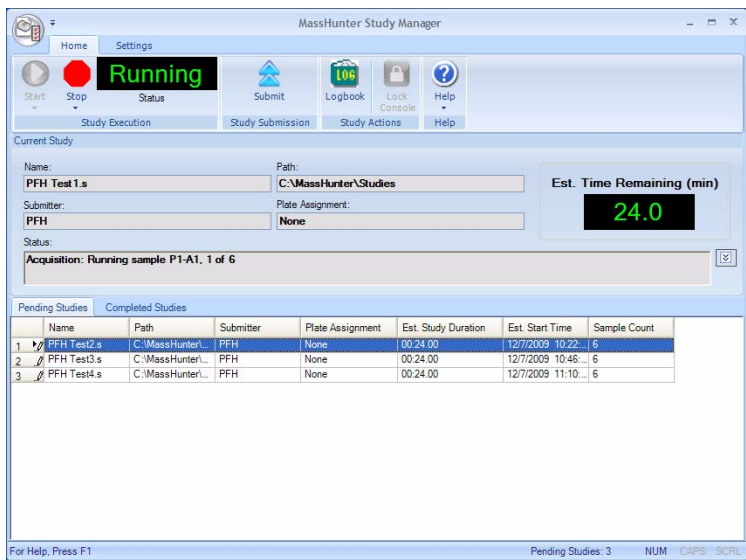 MassHunter Study Manager
Home Settings
Start Stop Running Submit Logbook Lock Console Help
Status
Study Execution Study Submission Study Actions Help
Current Study
Name: Path:
PFH Test1.s C:\MassHunter\Studies
Est. Time Remaining (min)
24.0
Submitter: Plate Assignment:
PFH None
Status:
Acquisition: Running sample P1-A1, 1 of 6
Pending Studies Completed Studies
Name Path Submitter Plate Assignment Est. Study Duration Est. Start Time Sample Count
1 PFH Test2.s C:\MassHunter\... PFH None 00:24.00 12/7/2009 10:22:... 6
2 PFH Test3.s C:\MassHunter\... PFH None 00:24.00 12/7/2009 10:46:... 6
3 PFH Test4.s C:\MassHunter\... PFH None 00:24.00 12/7/2009 11:10:... 6
For Help, Press F1 Pending Studies: 3 NUM CAPS SCRL